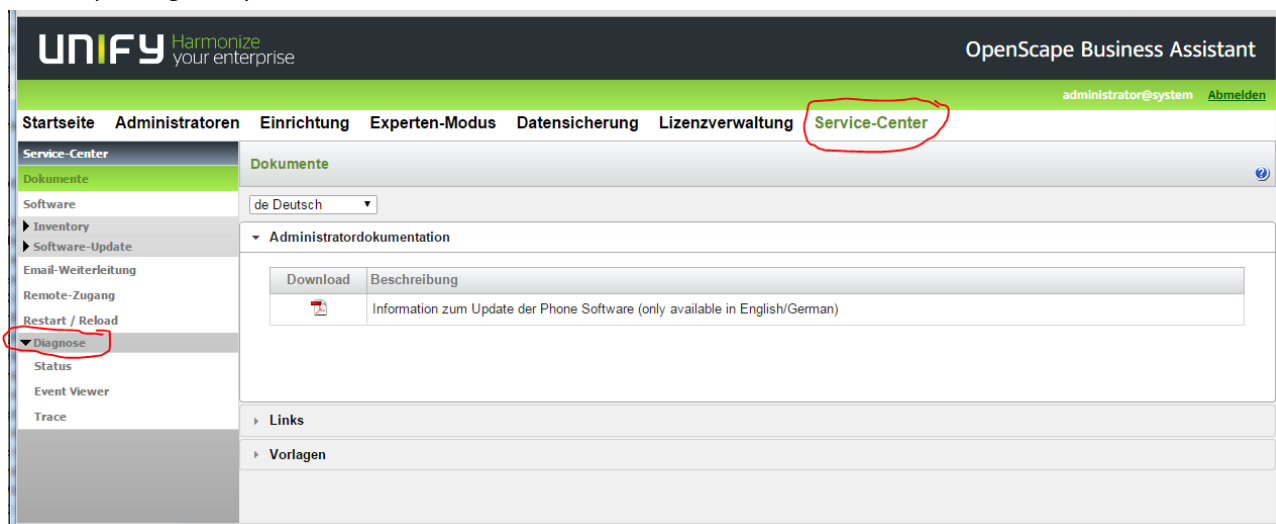 UNIFY Harmonize
your enterprise
OpenScape Business Assistant
administrator@system Abmelden
Startseite Administratoren Einrichtung Experten-Modus Datensicherung Lizenzverwaltung Service-Center
Service-Center
Dokumente
Software
Inventory
Software-Update
Email-Weiterleitung
Remote-Zugang
Restart / Reload
Diagnose
Status
Event Viewer
Trace
Dokumente
de Deutsch
Administratordokumentation
Download Beschreibung
Information zum Update der Phone Software (only available in English/German)
Links
Vorlagen